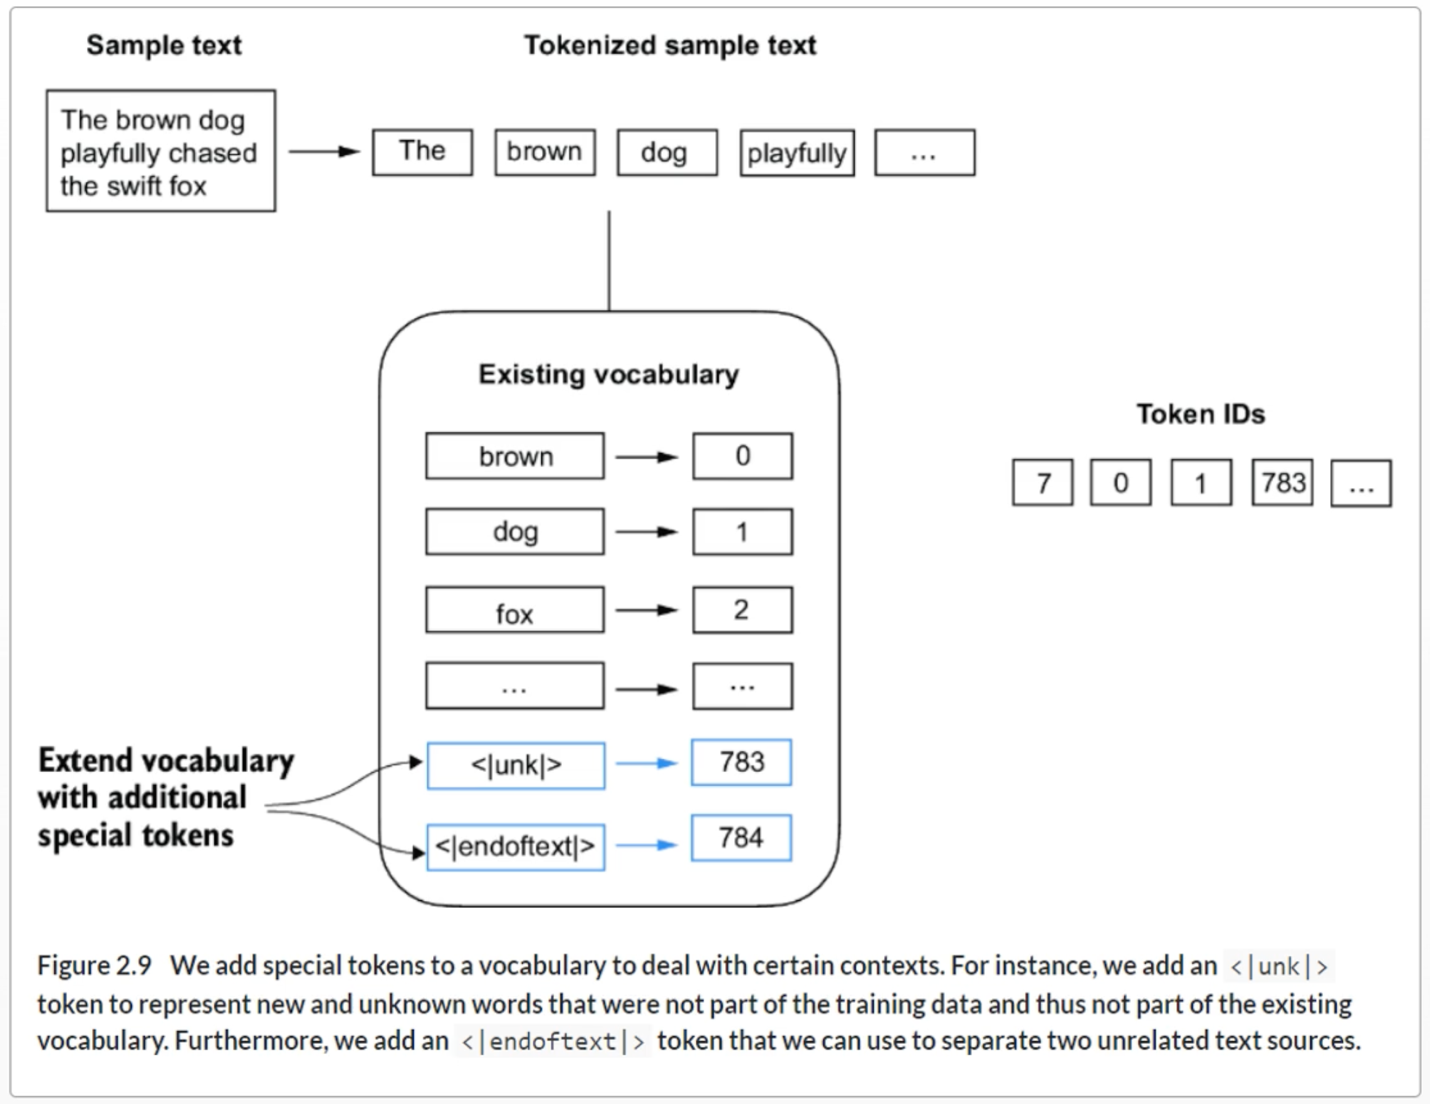 Sample text
Tokenized sample text
The brown dog
playfully chased
the swift fox
The
brown
dog
playfully
...
Existing vocabulary
brown
0
dog
1
fox
2
...
...
<|unk|>
783
<|endoftext|>
784
Extend vocabulary
with additional
special tokens
Token IDs
7
0
1
783
...
Figure 2.9 We add special tokens to a vocabulary to deal with certain contexts. For instance, we add an <|unk|>
token to represent new and unknown words that were not part of the training data and thus not part of the existing
vocabulary. Furthermore, we add an <|endoftext|> token that we can use to separate two unrelated text sources.